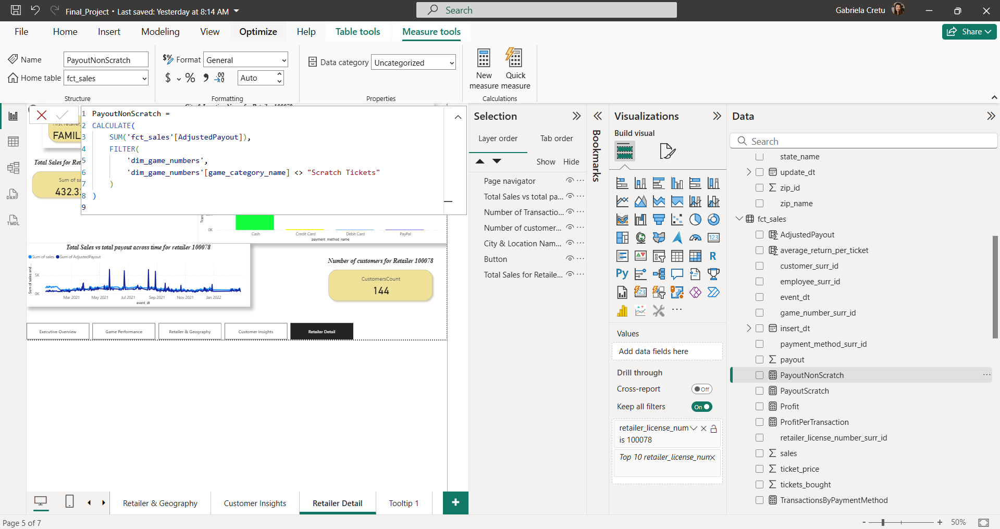 Final_Project • Last saved: Yesterday at 8:14 AM
Search
Gabriela Cretu
File
Home
Insert
Modeling
View
Optimize
Help
Table tools
Measure tools
Share
Name
PayoutNonScratch
Home table
fct_sales
Structure
$% Format
General
$ % , .00
Auto
Formatting
Data category
Uncategorized
Properties
New measure
Quick measure
Calculations
FAMIL
Total Sales for Ret
Sum of sa
432.3
1 PayoutNonScratch =
2 CALCULATE(
3 SUM('fct_sales'[AdjustedPayout]),
4 FILTER(
5 'dim_game_numbers',
6 'dim_game_numbers'[game_category_name] <> "Scratch Tickets"
7 )
8 )
9
0K
Cash
Credit Card
Debit Card
PayPal
payment_method_name
Total Sales vs total payout across time for retailer 100078
Sum of sales
Sum of AdjustedPayout
Sum of sales and ...
5K
0K
Mar 2021
May 2021
Jul 2021
Sep 2021
Nov 2021
Jan 2022
event_dt
Number of customers for Retailer 100078
CustomersCount
144
Executive Overview
Game Performance
Retailer & Geography
Customer Insights
Retailer Detail
DAX
TMDL
Selection
Layer order
Tab order
Show
Hide
Page navigator
Total Sales vs total pa...
Number of Transactio...
Number of customer...
City & Location Nam...
Button
Total Sales for Retaile...
Bookmarks
Visualizations
Build visual
123
R
Py
123
Values
Add data fields here
Drill through
Cross-report
Off
Keep all filters
On
retailer_license_num
is 100078
Top 10 retailer_license_num
Data
Search
state_name
update_dt
zip_id
zip_name
fct_sales
AdjustedPayout
average_return_per_ticket
customer_surr_id
employee_surr_id
event_dt
game_number_surr_id
insert_dt
payment_method_surr_id
payout
PayoutNonScratch
PayoutScratch
Profit
ProfitPerTransaction
retailer_license_number_surr_id
sales
ticket_price
tickets_bought
TransactionsByPaymentMethod
Retailer & Geography
Customer Insights
Retailer Detail
Tooltip 1
+
Page 5 of 7
- + 50%